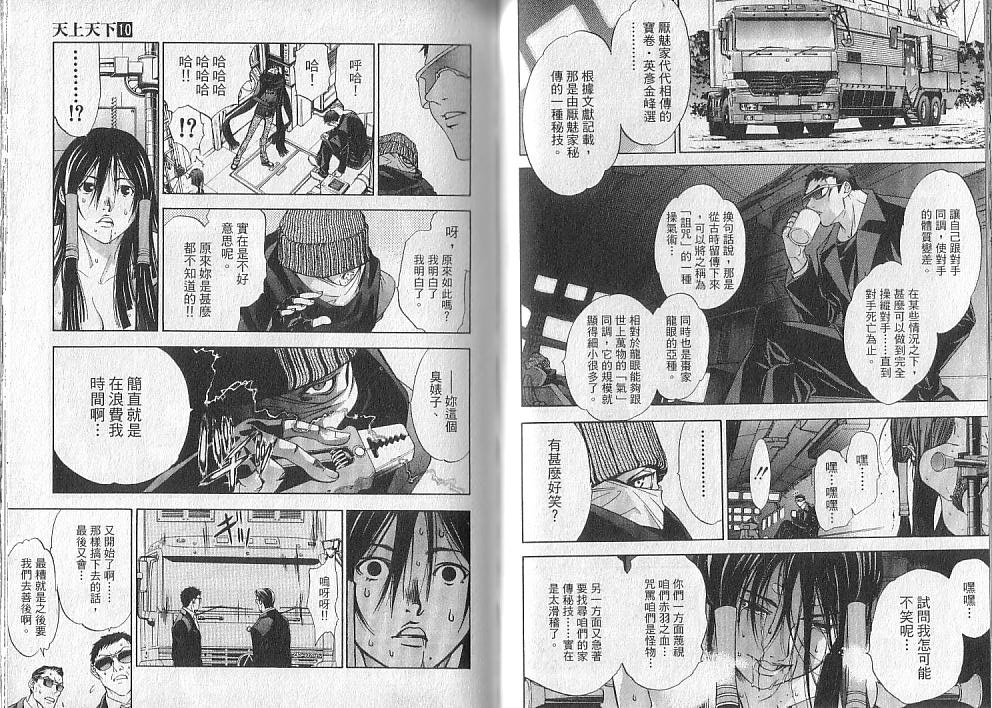 厭魅家代代相傳的
寶卷‧英彥金峰選
……
根據文獻記載，
那是由厭魅家秘
傳的一種秘技。
讓自己跟對手
同調，使對手
的體質變差。
在某些情況之下，
甚麼可以做到完全
操縱對手……直到
對手死亡為止。
換句話說，那是
從古時留傳下來
，可以將之稱為
「詛咒」的一種
操氣術…
同時也是棗家
龍眼的亞種。
相對於龍眼能夠跟
世上萬物的「氣」
同調，它的規模就
顯得細小很多了。
嘿…
嘿…嘿…
………
!!
有甚麼好笑？
嘿嘿…
試問我怎可能
不笑呢…
你們一方面蔑視
咱們赤羽之血…
咒罵咱們是怪物…
另一方面又急著
要找尋咱們的家
傳秘技……實在
是太滑稽了。
天上天下10
呼哈！
哈！
哈哈哈
哈哈哈
哈!!
!?
………!?
呀，
原來如此嗎？
我明白了
我明白了。
實在是不好
意思呢。
原來妳是甚麼
都不知道的!!
——妳這個
臭婊子、
簡直就是
在浪費我
時間啊…
嗚呀!!
キッ
又開始了啊……
那樣搞下去的話，
最後又會…
最糟就是之後要
我們去善後啊。